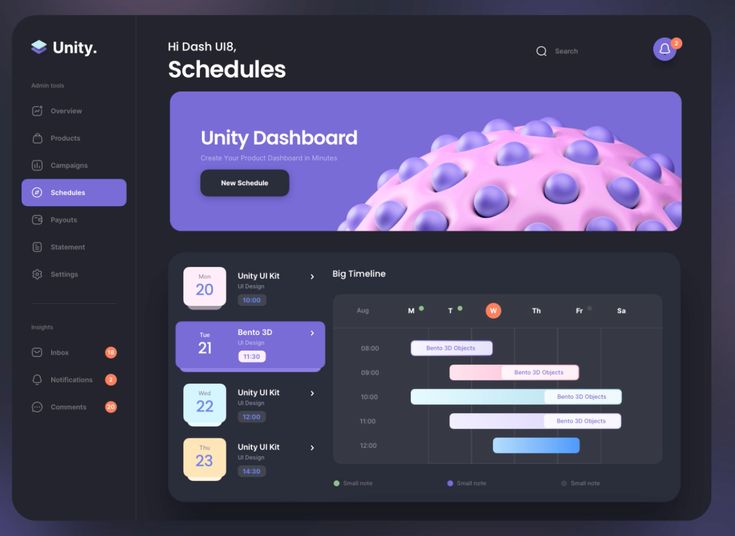 Unity.
Admin tools
Overview
Products
Campaigns
Schedules
Payouts
Statement
Settings
Insights
Inbox 18
Notifications 2
Comments 20
Hi Dash UI8,
Schedules
Search
2
Unity Dashboard
Create Your Product Dashboard in Minutes
New Schedule
Mon
20
Unity UI Kit
UI Design
10:00
Tue
21
Bento 3D
UI Design
11:30
Wed
22
Unity UI Kit
UI Design
12:00
Thu
23
Unity UI Kit
UI Design
14:30
Big Timeline
Aug M T W Th Fr Sa
08:00 Bento 3D Objects
09:00 Bento 3D Objects
10:00 Bento 3D Objects
11:00 Bento 3D Objects
12:00
Small note Small note Small note